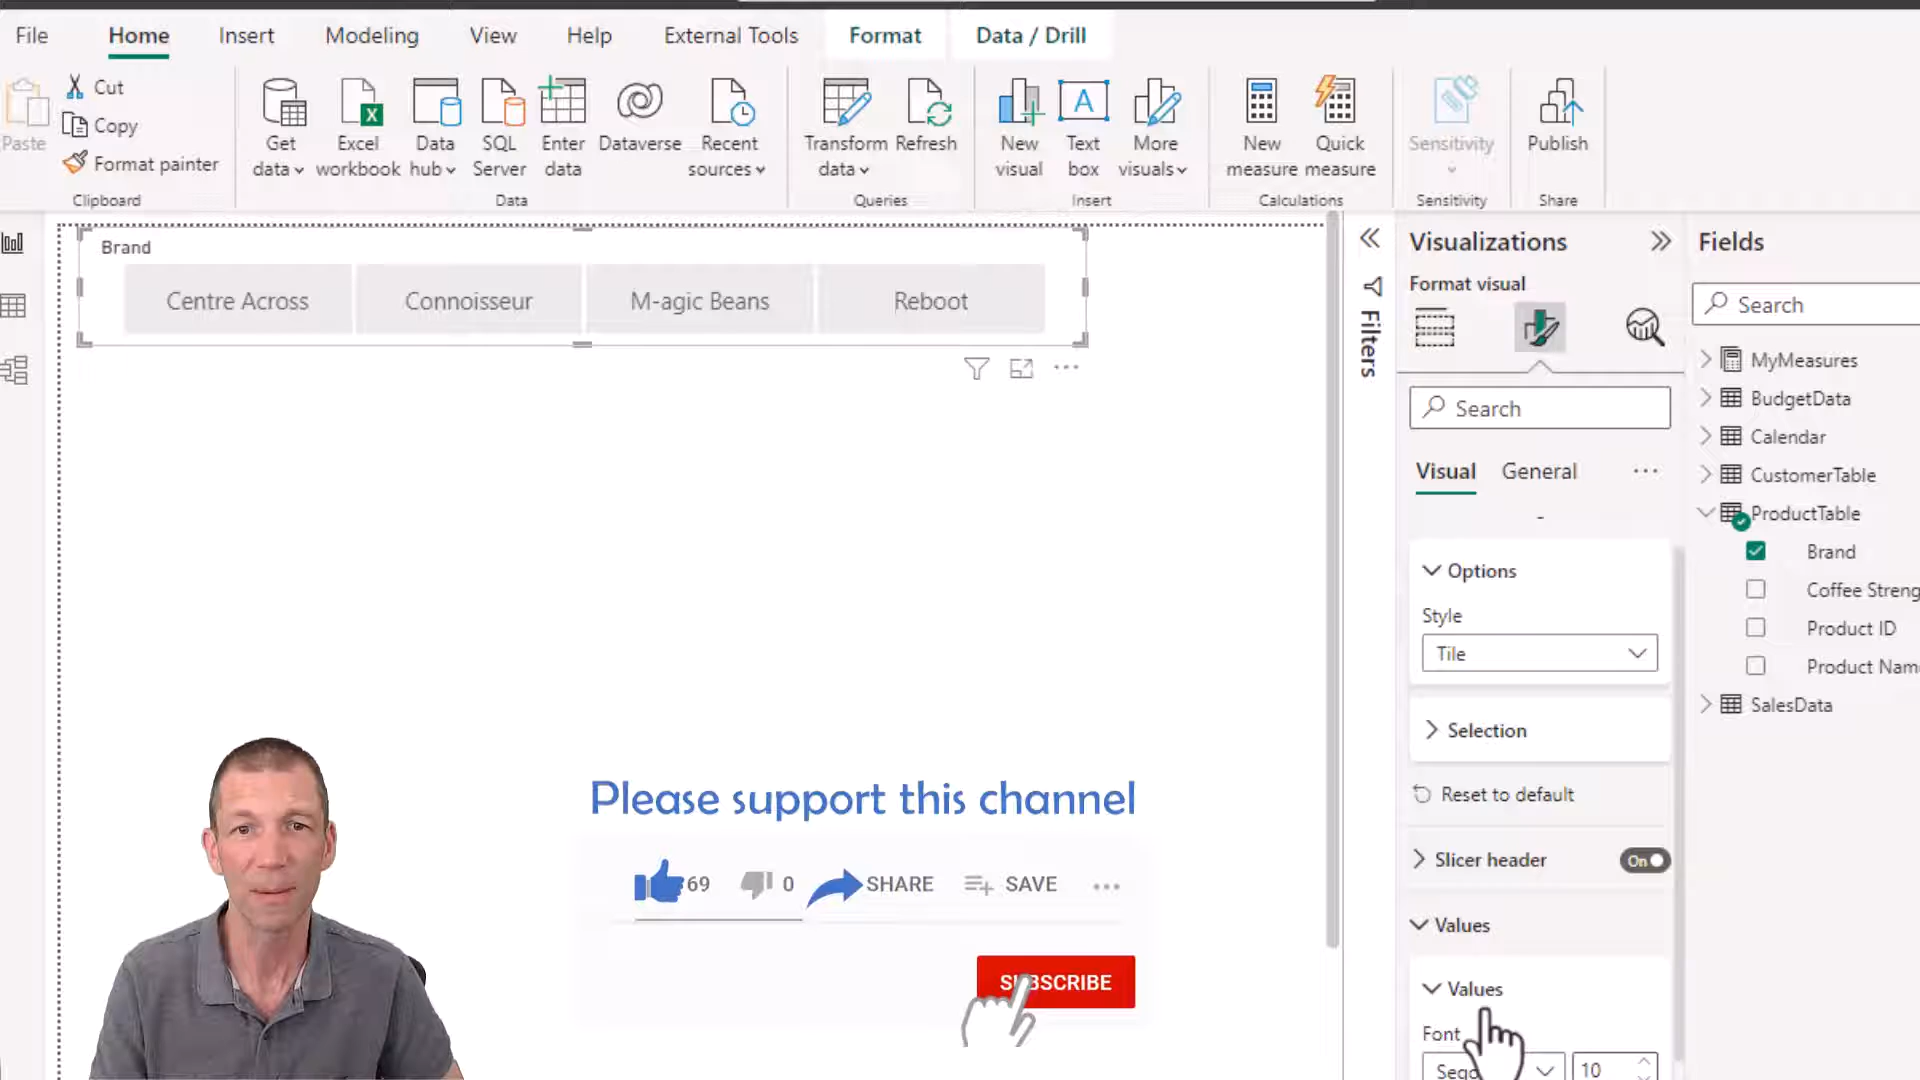 File Home Insert Modeling View Help External Tools Format Data / Drill
Paste
Cut
Copy
Format painter
Clipboard
Get data
Excel workbook
Data hub
SQL Server
Enter data
Dataverse
Recent sources
Data
Transform data
Refresh
Queries
New visual
Text box
More visuals
Insert
New measure
Quick measure
Calculations
Sensitivity
Sensitivity
Publish
Share
Brand
Centre Across Connoisseur M-agic Beans Reboot
Filters
Visualizations
Format visual
Search
Visual General
Options
Style
Tile
Selection
Reset to default
Slicer header On
Values
Values
Font
10
Fields
Search
MyMeasures
BudgetData
Calendar
CustomerTable
ProductTable
Brand
Coffee
Product ID
Product
SalesData
Please support this channel
69 0 SHARE SAVE
SUBSCRIBE